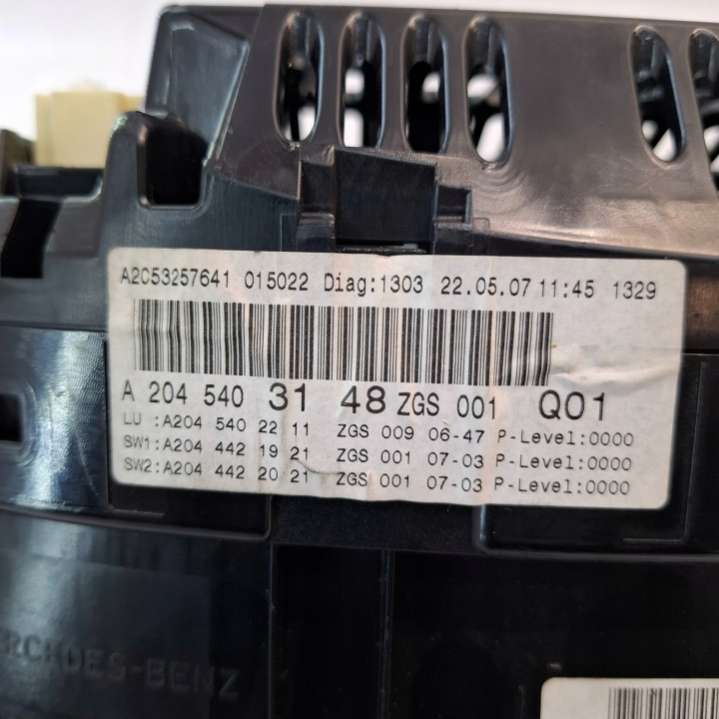 A2C53257641 015022 Diag:1303 22.05.07 11:45 1329
A 204 540 31 48 ZGS 001 Q01
LU :A204 540 22 11 ZGS 009 06-47 P-Level:0000
SW1:A204 442 19 21 ZGS 001 07-03 P-Level:0000
SW2:A204 442 20 21 ZGS 001 07-03 P-Level:0000
ERCEDES-BENZ